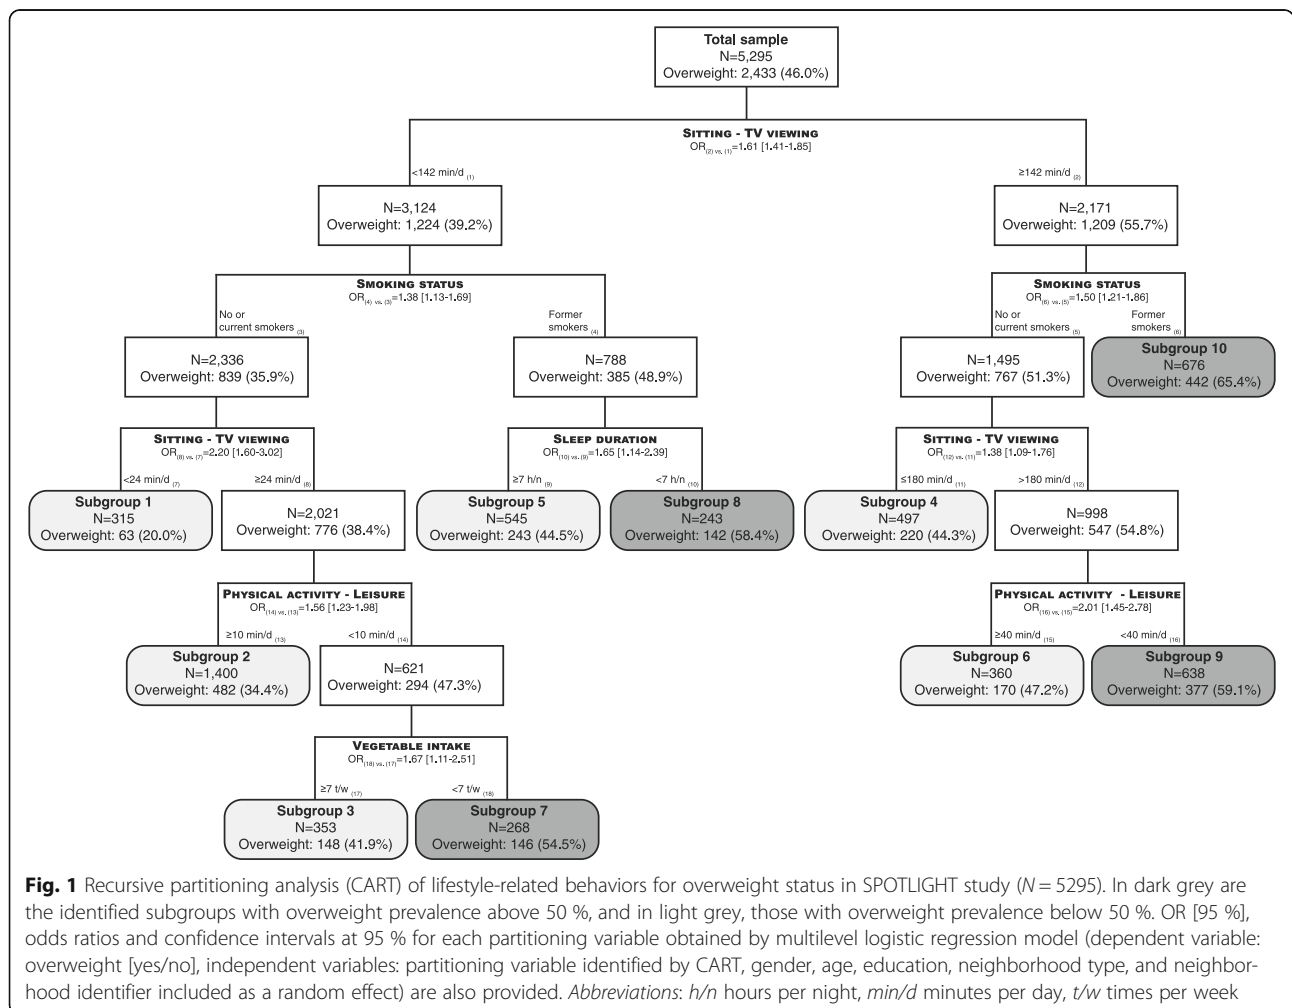 Total sample
N=5,295
Overweight: 2,433 (46.0%)
SITTING - TV VIEWING
OR(2) vs. (1)=1.61 [1.41-1.85]
<142 min/d (1)
≥142 min/d (2)
N=3,124
Overweight: 1,224 (39.2%)
N=2,171
Overweight: 1,209 (55.7%)
SMOKING STATUS
OR(4) vs. (3)=1.38 [1.13-1.69]
SMOKING STATUS
OR(6) vs. (5)=1.50 [1.21-1.86]
No or
current smokers (3)
Former
smokers (4)
No or
current smokers (5)
Former
smokers (6)
N=2,336
Overweight: 839 (35.9%)
N=788
Overweight: 385 (48.9%)
N=1,495
Overweight: 767 (51.3%)
Subgroup 10
N=676
Overweight: 442 (65.4%)
SITTING - TV VIEWING
OR(8) vs. (7)=2.20 [1.60-3.02]
SLEEP DURATION
OR(10) vs. (9)=1.65 [1.14-2.39]
SITTING - TV VIEWING
OR(12) vs. (11)=1.38 [1.09-1.76]
<24 min/d (7)
≥24 min/d (8)
≥7 h/n (9)
<7 h/n (10)
≤180 min/d (11)
>180 min/d (12)
Subgroup 1
N=315
Overweight: 63 (20.0%)
N=2,021
Overweight: 776 (38.4%)
Subgroup 5
N=545
Overweight: 243 (44.5%)
Subgroup 8
N=243
Overweight: 142 (58.4%)
Subgroup 4
N=497
Overweight: 220 (44.3%)
N=998
Overweight: 547 (54.8%)
PHYSICAL ACTIVITY - LEISURE
OR(14) vs. (13)=1.56 [1.23-1.98]
PHYSICAL ACTIVITY - LEISURE
OR(16) vs. (15)=2.01 [1.45-2.78]
≥10 min/d (13)
<10 min/d (14)
≥40 min/d (15)
<40 min/d (16)
Subgroup 2
N=1,400
Overweight: 482 (34.4%)
N=621
Overweight: 294 (47.3%)
Subgroup 6
N=360
Overweight: 170 (47.2%)
Subgroup 9
N=638
Overweight: 377 (59.1%)
VEGETABLE INTAKE
OR(18) vs. (17)=1.67 [1.11-2.51]
≥7 t/w (17)
<7 t/w (18)
Subgroup 3
N=353
Overweight: 148 (41.9%)
Subgroup 7
N=268
Overweight: 146 (54.5%)
Fig. 1 Recursive partitioning analysis (CART) of lifestyle-related behaviors for overweight status in SPOTLIGHT study (N = 5295). In dark grey are
the identified subgroups with overweight prevalence above 50 %, and in light grey, those with overweight prevalence below 50 %. OR [95 %],
odds ratios and confidence intervals at 95 % for each partitioning variable obtained by multilevel logistic regression model (dependent variable:
overweight [yes/no], independent variables: partitioning variable identified by CART, gender, age, education, neighborhood type, and neighbor-
hood identifier included as a random effect) are also provided. Abbreviations: h/n hours per night, min/d minutes per day, t/w times per week